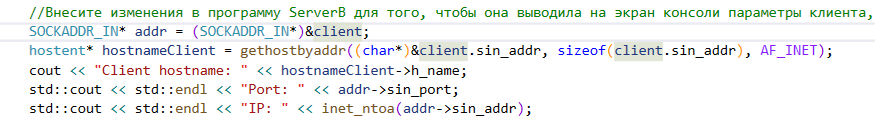 //Внесите изменения в программу ServerB для того, чтобы она выводила на экран консоли параметры клиента,
SOCKADDR_IN* addr = (SOCKADDR_IN*)&client;
hostent* hostnameClient = gethostbyaddr((char*)&client.sin_addr, sizeof(client.sin_addr), AF_INET);
cout << "Client hostname: " << hostnameClient->h_name;
std::cout << std::endl << "Port: " << addr->sin_port;
std::cout << std::endl << "IP: " << inet_ntoa(addr->sin_addr);